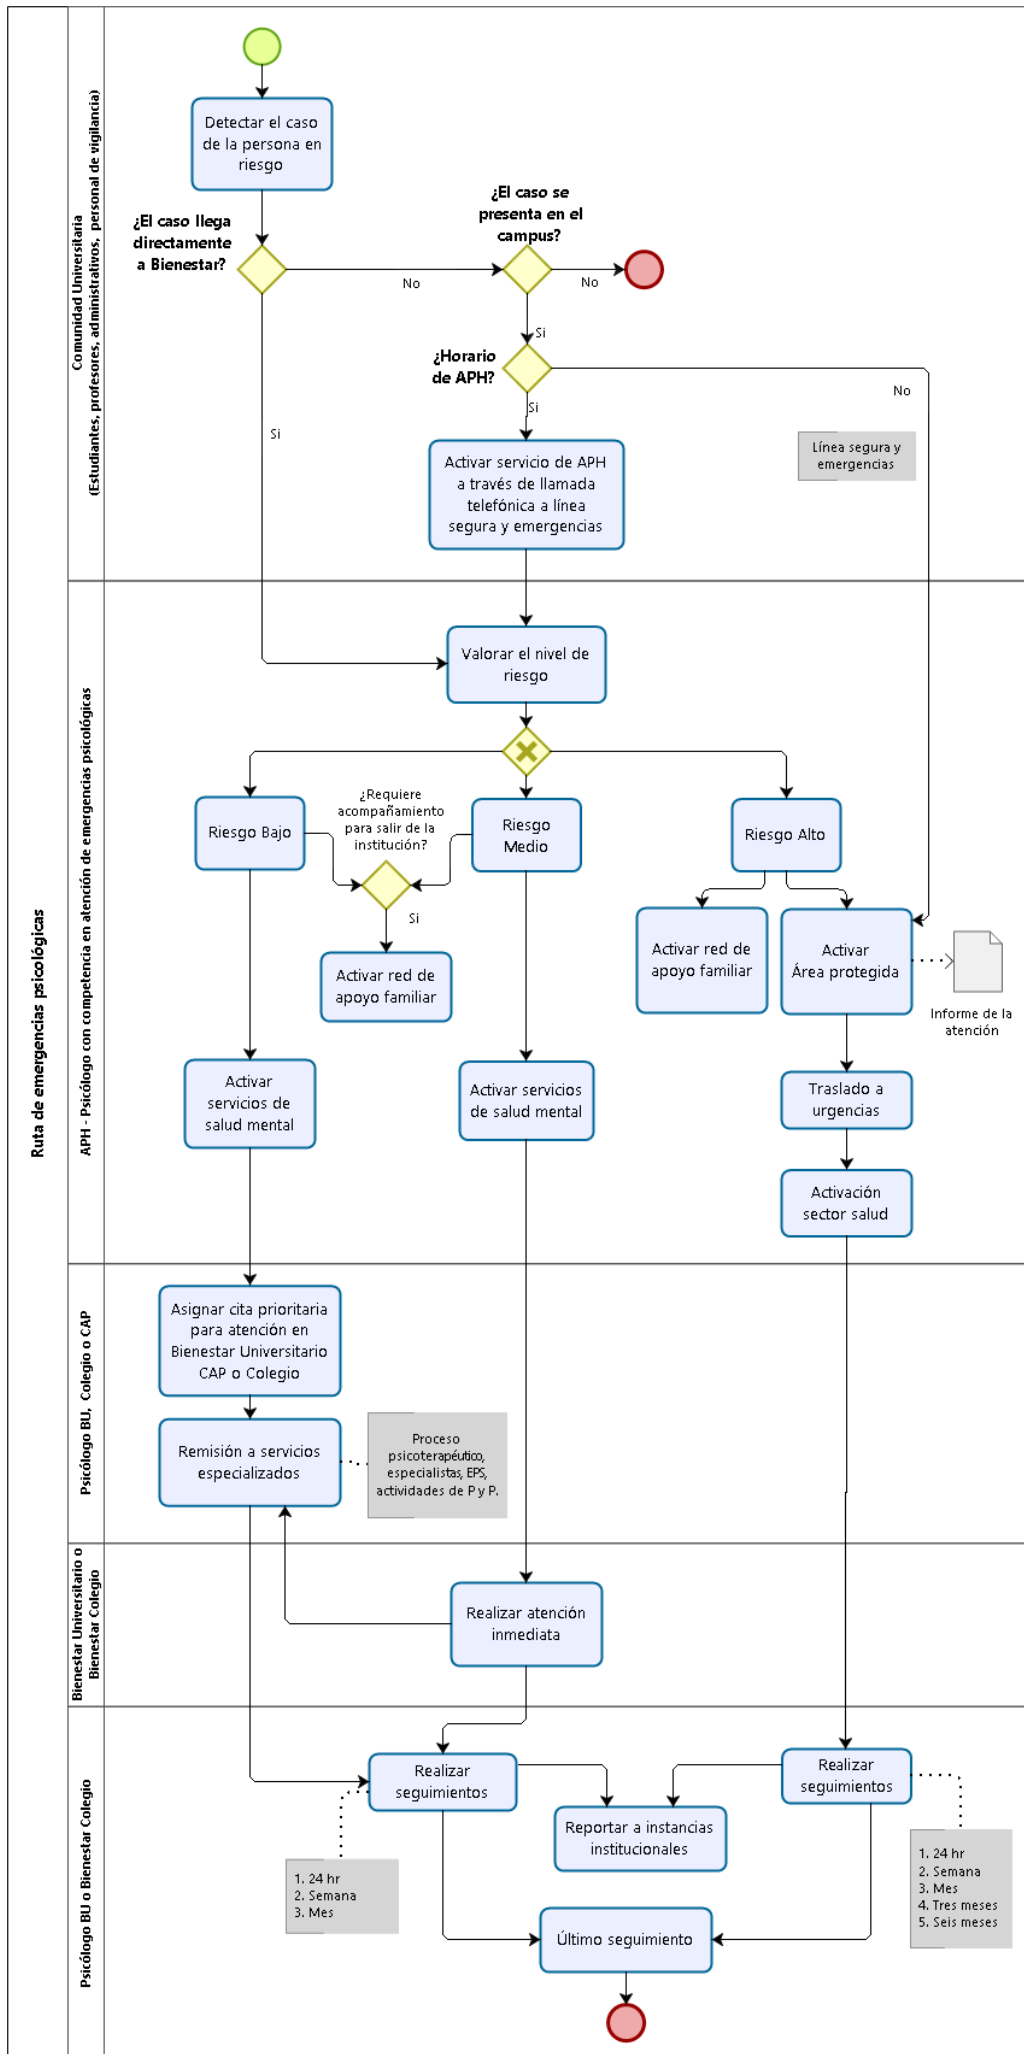 Ruta de emergencias psicológicas
Comunidad Universitaria
(Estudiantes, profesores, administrativos, personal de vigilancia)
Detectar el caso
de la persona en
riesgo
¿El caso llega
directamente
a Bienestar?
¿El caso se
presenta en el
campus?
No
No
Si
¿Horario
de APH?
No
Si
Si
Línea segura y
emergencias
Activar servicio de APH
a través de llamada
telefónica a línea
segura y emergencias
APH - Psicólogo con competencia en atención de emergencias psicológicas
Valorar el nivel de
riesgo
¿Requiere
acompañamiento
para salir de la
institución?
Riesgo Bajo
Riesgo
Medio
Riesgo Alto
Si
Activar red de
apoyo familiar
Activar red de
apoyo familiar
Activar
Área protegida
Informe de la
atención
Activar
servicios de
salud mental
Activar servicios
de salud mental
Traslado a
urgencias
Activación
sector salud
Psicólogo BU, Colegio o CAP
Asignar cita prioritaria
para atención en
Bienestar Universitario
CAP o Colegio
Remisión a servicios
especializados
Proceso
psicoterapéutico,
especialistas, EPS,
actividades de P y P.
Bienestar Universitario o
Bienestar Colegio
Realizar atención
inmediata
Psicólogo BU o Bienestar Colegio
Realizar
seguimientos
Realizar
seguimientos
Reportar a instancias
institucionales
1. 24 hr
2. Semana
3. Mes
1. 24 hr
2. Semana
3. Mes
4. Tres meses
5. Seis meses
Último seguimiento